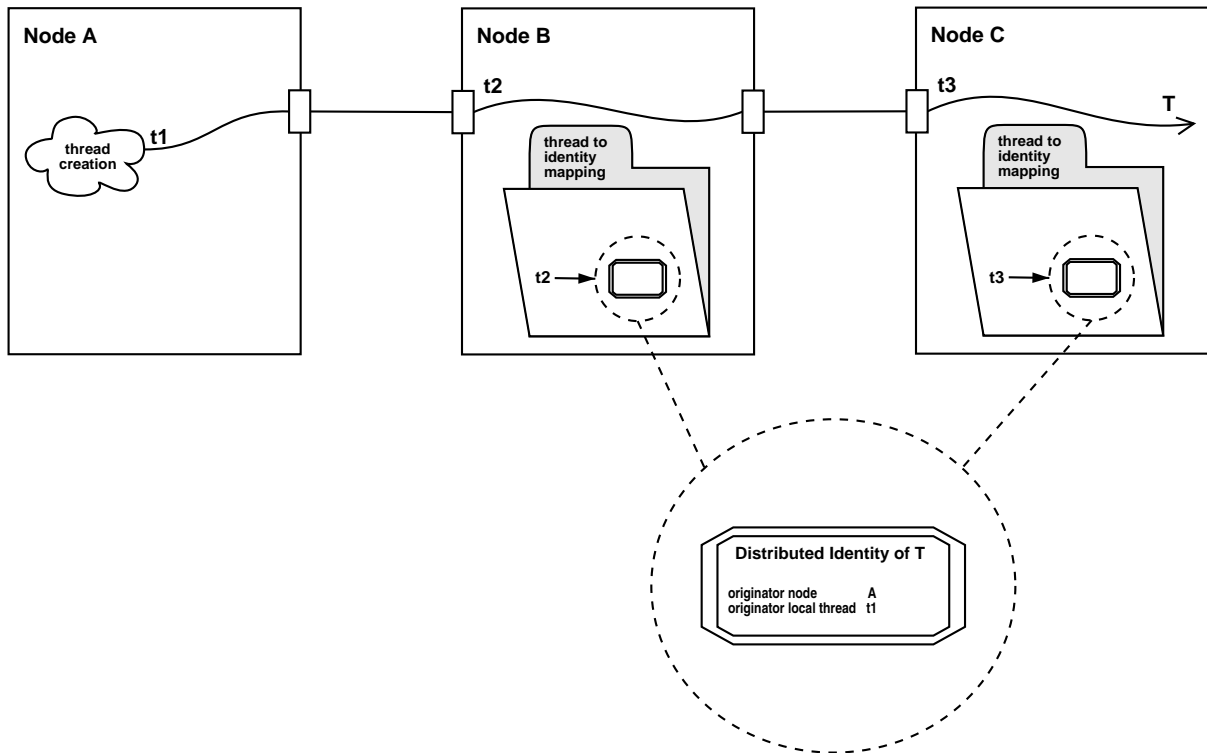 Node A
Node B
Node C
t1
t2
t3
T
thread
creation
thread to
identity
mapping
t2
thread to
identity
mapping
t3
Distributed Identity of T
originator node A
originator local thread t1